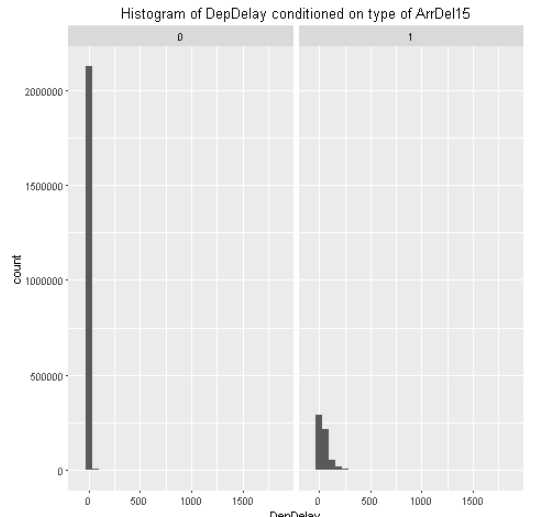 Histogram of DepDelay conditioned on type of ArrDel15
0 1
2000000
1500000
1000000
500000
0
count
0 500 1000 1500 0 500 1000 1500
DepDelay